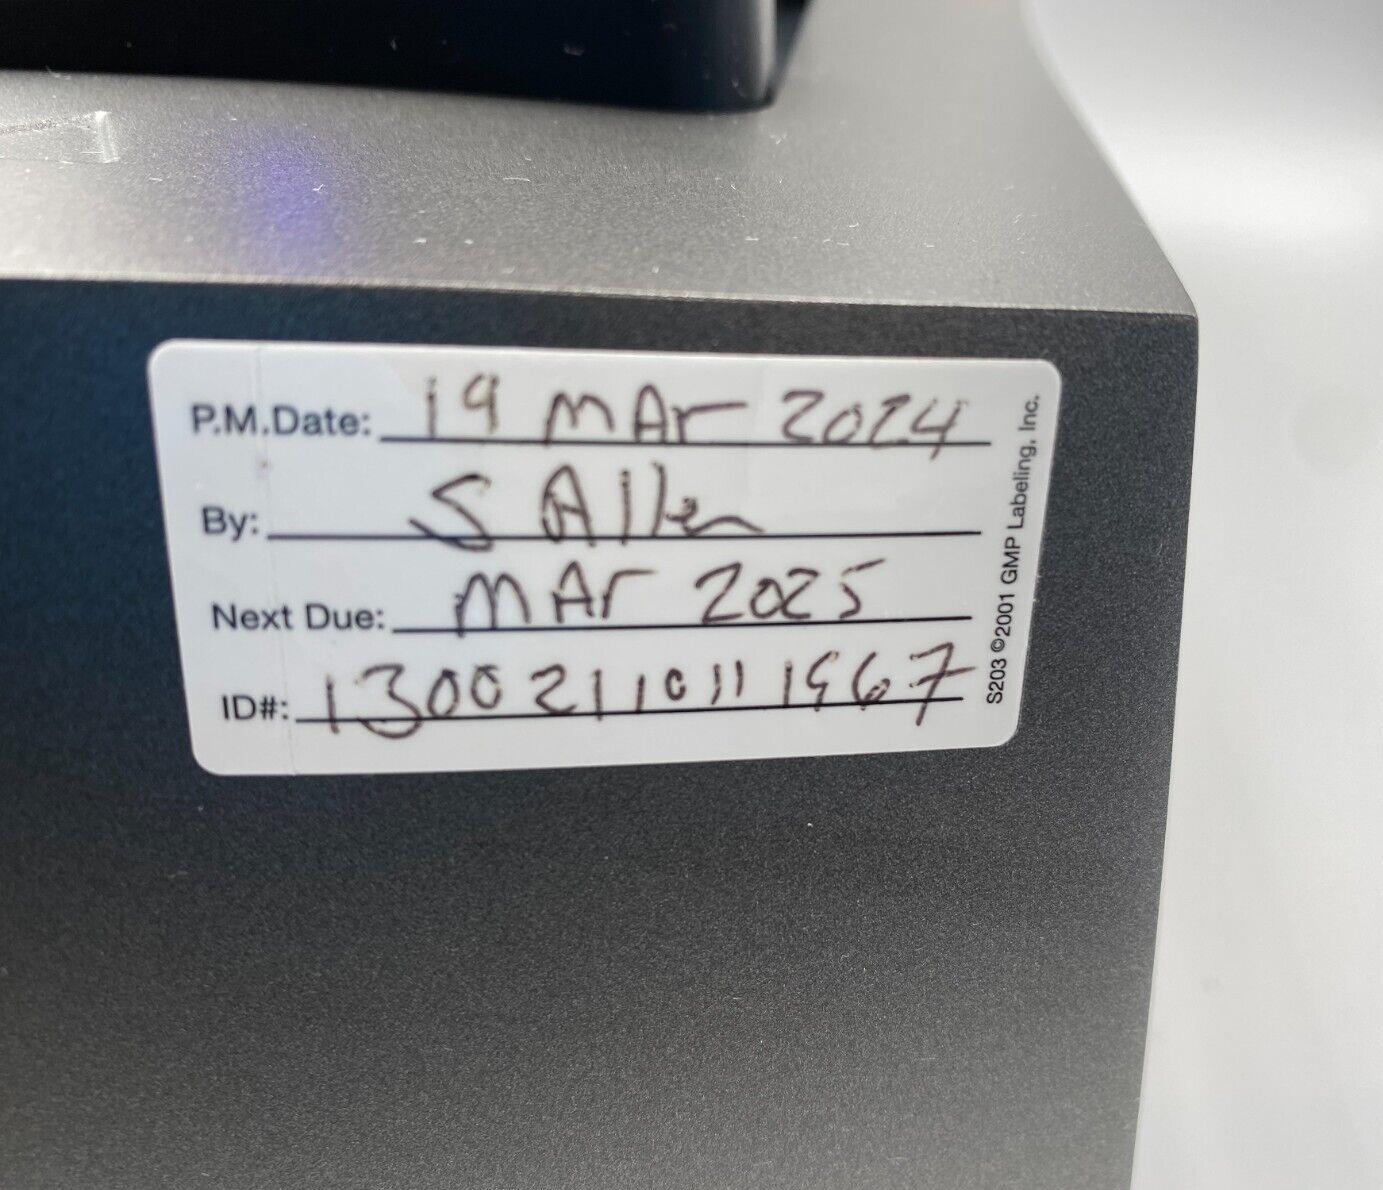 P.M.Date: 19 MAr 2024
By: S Allen
Next Due: MAr 2025
ID#: 13002110111967
S203 ©2001 GMP Labeling, Inc.